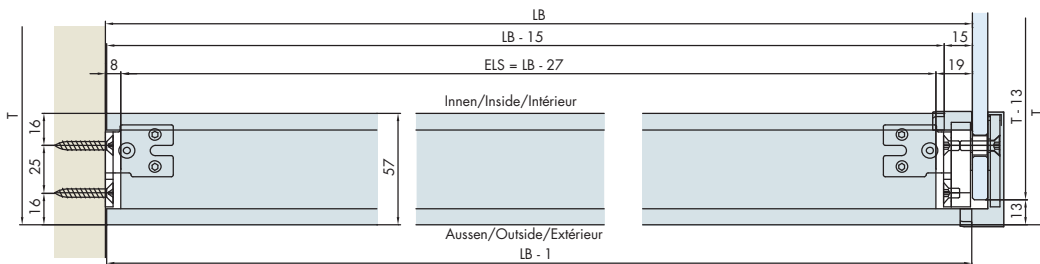 LB
LB - 15
15
8
ELS = LB - 27
19
Innen/Inside/Intérieur
T
16
25
16
57
T - 13
T
13
Aussen/Outside/Extérieur
LB - 1